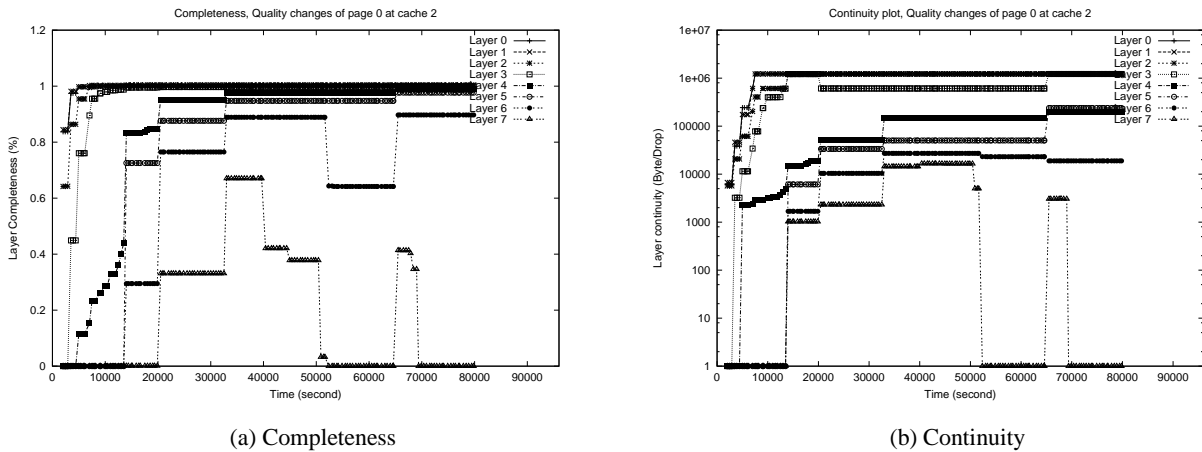 Completeness, Quality changes of page 0 at cache 2
1.2
1
0.8
0.6
0.4
0.2
0
Layer Completeness (%)
0 10000 20000 30000 40000 50000 60000 70000 80000 90000
Time (second)
Layer 0
Layer 1
Layer 2
Layer 3
Layer 4
Layer 5
Layer 6
Layer 7
(a) Completeness
Continuity plot, Quality changes of page 0 at cache 2
1e+07
1e+06
100000
10000
1000
100
10
1
Layer continuity (Byte/Drop)
0 10000 20000 30000 40000 50000 60000 70000 80000 90000
Time (second)
Layer 0
Layer 1
Layer 2
Layer 3
Layer 4
Layer 5
Layer 6
Layer 7
(b) Continuity